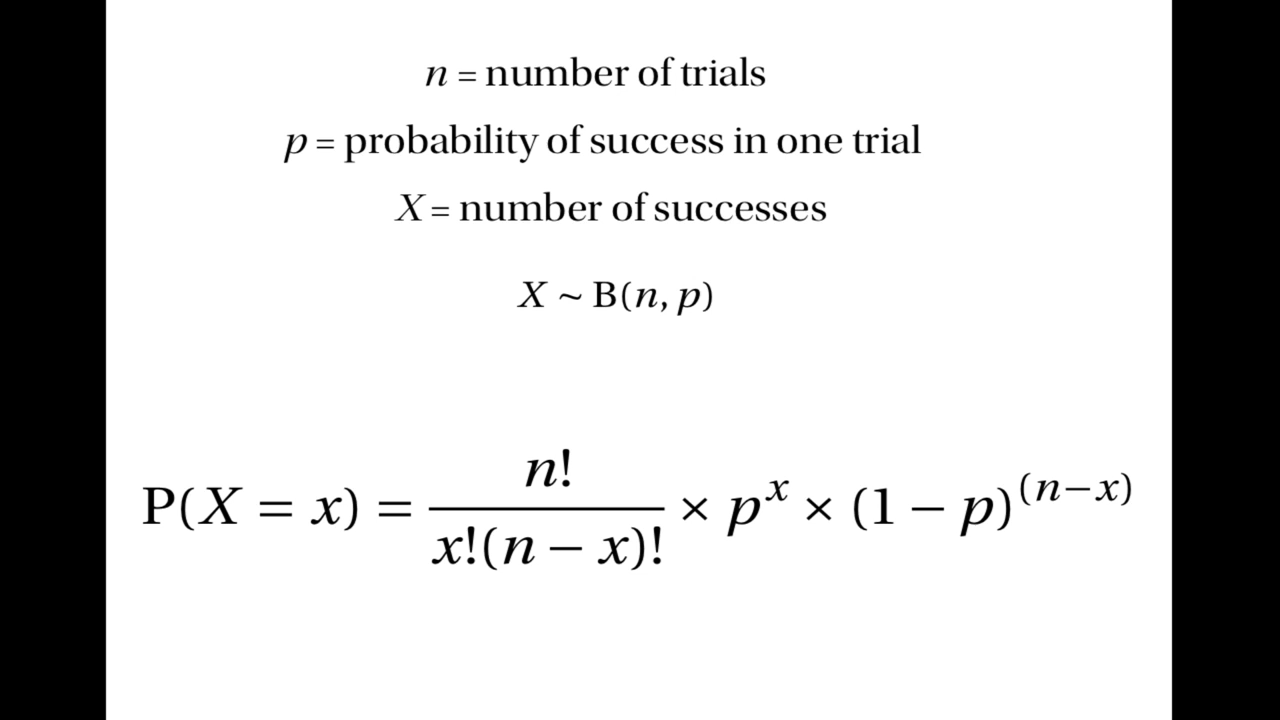 n = number of trials
p = probability of success in one trial
X = number of successes
X ~ B(n, p)
P(X = x) = n! / x!(n − x)! × p^x × (1 − p)^(n−x)